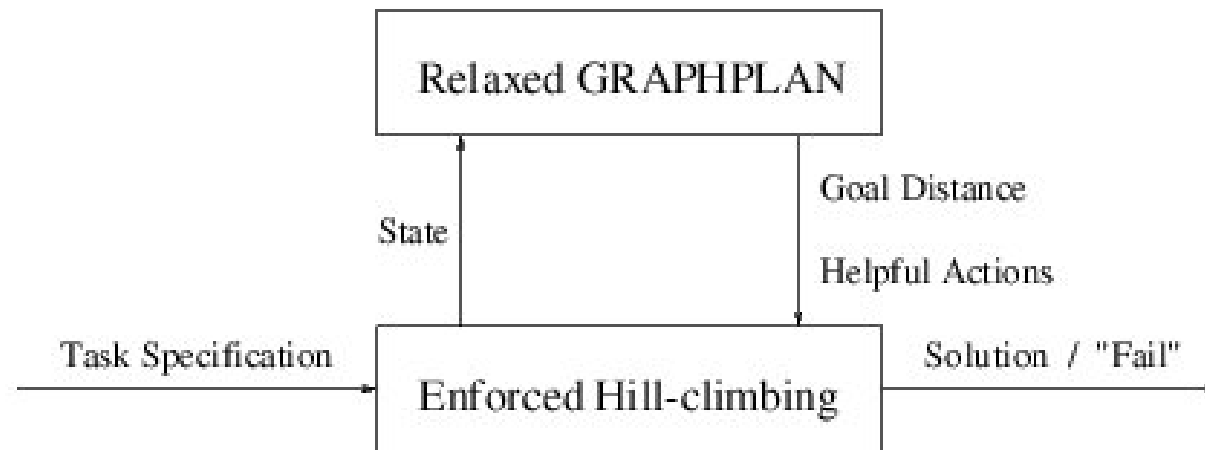 Relaxed GRAPHPLAN
Goal Distance
State
Helpful Actions
Task Specification
Solution / "Fail"
Enforced Hill-climbing